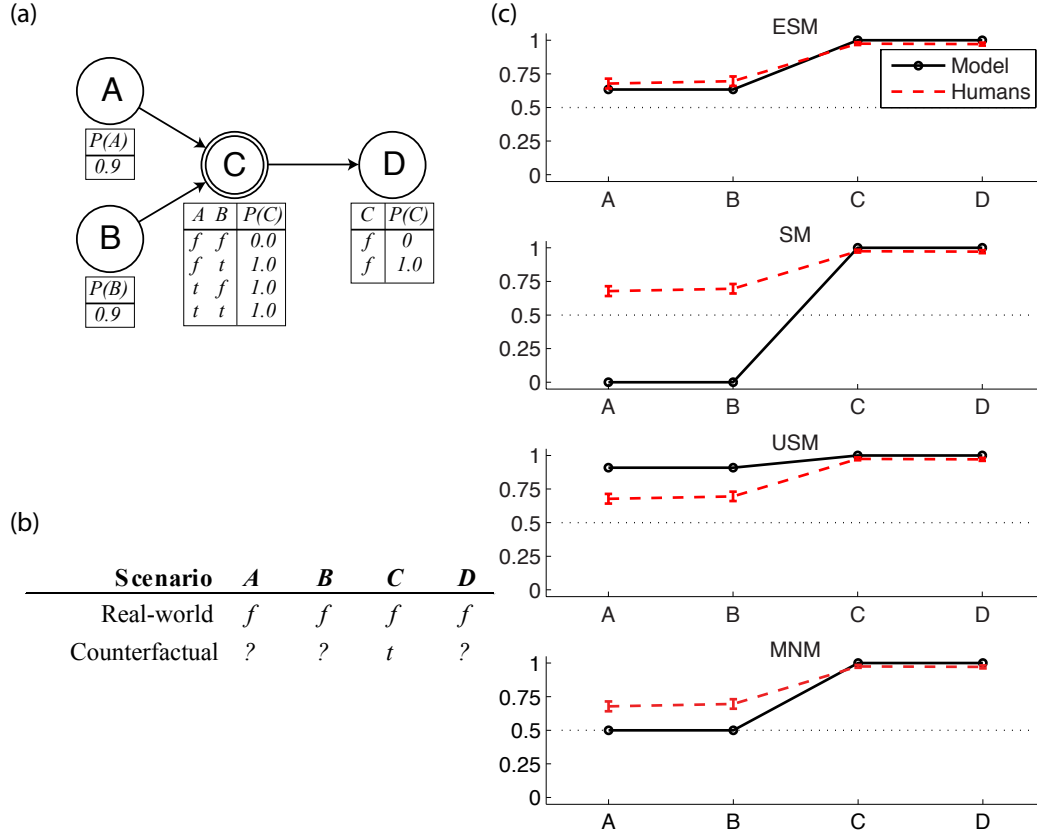 (a)
A
P(A)
0.9
B
P(B)
0.9
C
A B P(C)
f f 0.0
f t 1.0
t f 1.0
t t 1.0
D
C P(C)
f 0
f 1.0
(b)
Scenario A B C D
Real-world f f f f
Counterfactual ? ? t ?
(c)
ESM
Model
Humans
1
0.75
0.5
0.25
0
A B C D
SM
1
0.75
0.5
0.25
0
A B C D
USM
1
0.75
0.5
0.25
0
A B C D
MNM
1
0.75
0.5
0.25
0
A B C D